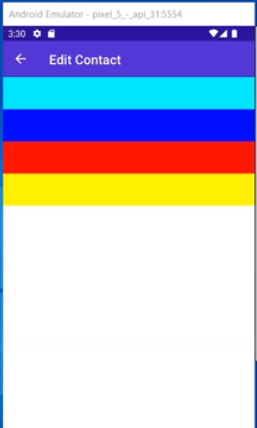 Android Emulator - pixel_5_-_api_31:5554
3:30
Edit Contact